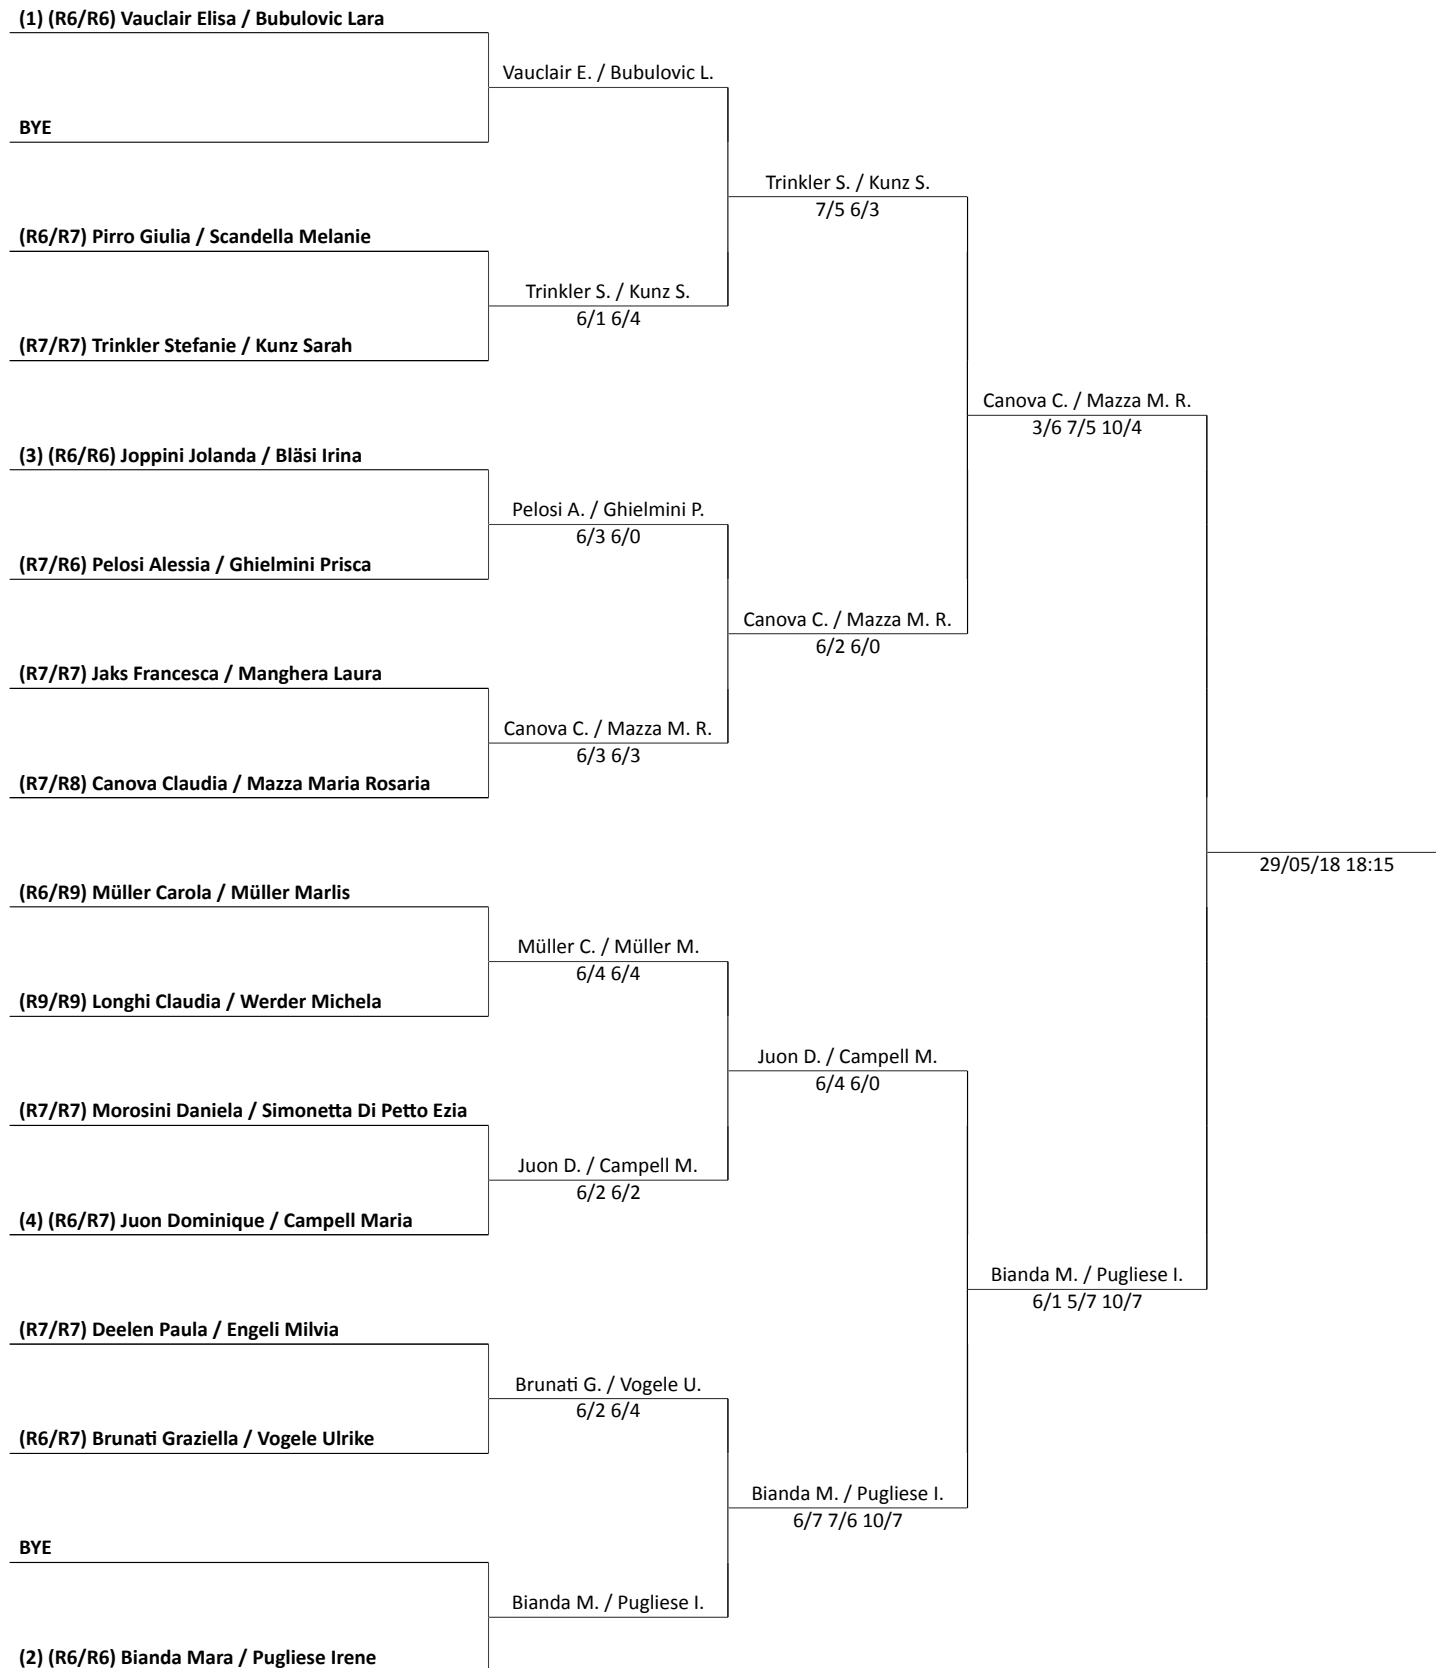 (1) (R6/R6) Vauclair Elisa / Bubulovic Lara
Vauclair E. / Bubulovic L.
BYE
Trinkler S. / Kunz S.
7/5 6/3
(R6/R7) Pirro Giulia / Scandella Melanie
Trinkler S. / Kunz S.
6/1 6/4
(R7/R7) Trinkler Stefanie / Kunz Sarah
Canova C. / Mazza M. R.
3/6 7/5 10/4
(3) (R6/R6) Joppini Jolanda / Bläsi Irina
Pelosi A. / Ghielmini P.
6/3 6/0
(R7/R6) Pelosi Alessia / Ghielmini Prisca
Canova C. / Mazza M. R.
6/2 6/0
(R7/R7) Jaks Francesca / Manghera Laura
Canova C. / Mazza M. R.
6/3 6/3
(R7/R8) Canova Claudia / Mazza Maria Rosaria
29/05/18 18:15
(R6/R9) Müller Carola / Müller Marlis
Müller C. / Müller M.
6/4 6/4
(R9/R9) Longhi Claudia / Werder Michela
Juon D. / Campell M.
6/4 6/0
(R7/R7) Morosini Daniela / Simonetta Di Petto Ezia
Juon D. / Campell M.
6/2 6/2
(4) (R6/R7) Juon Dominique / Campell Maria
Bianda M. / Pugliese I.
6/1 5/7 10/7
(R7/R7) Deelen Paula / Engeli Milvia
Brunati G. / Vogele U.
6/2 6/4
(R6/R7) Brunati Graziella / Vogele Ulrike
Bianda M. / Pugliese I.
6/7 7/6 10/7
BYE
Bianda M. / Pugliese I.
(2) (R6/R6) Bianda Mara / Pugliese Irene